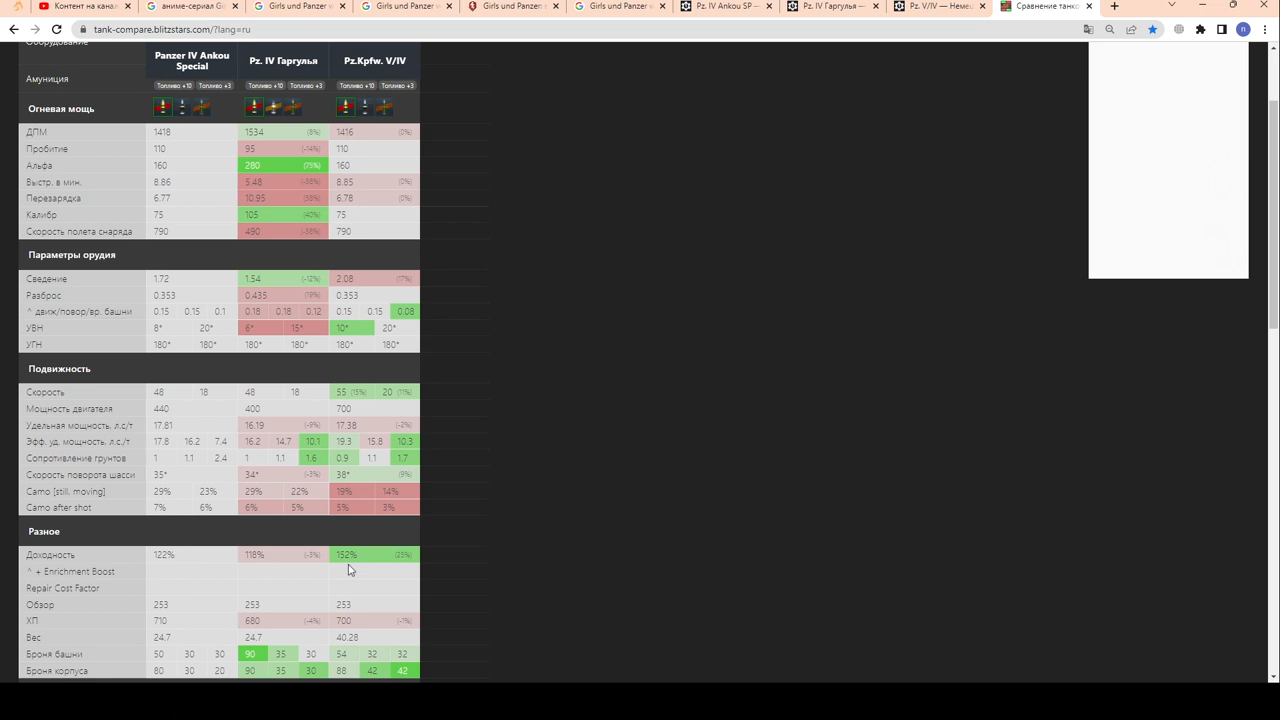 Контент на канал
аниме-сериал Gi
Girls und Panzer v
Girls und Panzer v
Girls und Panzer:
Girls und Panzer v
Pz. IV Ankou SP —
Pz. IV Гаргулья —
Pz. V/IV — Немец
Сравнение танко
tank-compare.blitzstars.com/?lang=ru
Оборудование Panzer IV Ankou Special Pz. IV Гаргулья Pz.Kpfw. V/IV
Амуниция Топливо +10 Топливо +3 Топливо +10 Топливо +3 Топливо +10 Топливо +3
Огневая мощь
ДПМ 1418 1534 (8%) 1416 (0%)
Пробитие 110 95 (-14%) 110
Альфа 160 280 (75%) 160
Выстр. в мин. 8.86 5.48 (-38%) 8.85 (0%)
Перезарядка 6.77 10.95 (38%) 6.78 (0%)
Калибр 75 105 (40%) 75
Скорость полета снаряда 790 490 (-38%) 790
Параметры орудия
Сведение 1.72 1.54 (-12%) 2.08 (17%)
Разброс 0.353 0.435 (19%) 0.353
^ движ/повор/вр. башни 0.15 0.15 0.1 0.18 0.18 0.12 0.15 0.15 0.08
УВН 8° 20° 6° 15° 10° 20°
УГН 180° 180° 180° 180° 180° 180°
Подвижность
Скорость 48 18 48 18 55 (15%) 20 (11%)
Мощность двигателя 440 400 700
Удельная мощность. л.с/т 17.81 16.19 (-9%) 17.38 (-2%)
Эфф. уд. мощность. л.с/т 17.8 16.2 7.4 16.2 14.7 10.1 19.3 15.8 10.3
Сопротивление грунтов 1 1.1 2.4 1 1.1 1.6 0.9 1.1 1.7
Скорость поворота шасси 35° 34° (-3%) 38° (9%)
Camo [still. moving] 29% 23% 29% 22% 19% 14%
Camo after shot 7% 6% 6% 5% 5% 3%
Разное
Доходность 122% 118% (-3%) 152% (25%)
^ + Enrichment Boost
Repair Cost Factor
Обзор 253 253 253
ХП 710 680 (-4%) 700 (-1%)
Вес 24.7 24.7 40.28
Броня башни 50 30 30 90 35 30 54 32 32
Броня корпуса 80 30 20 90 35 30 88 42 42